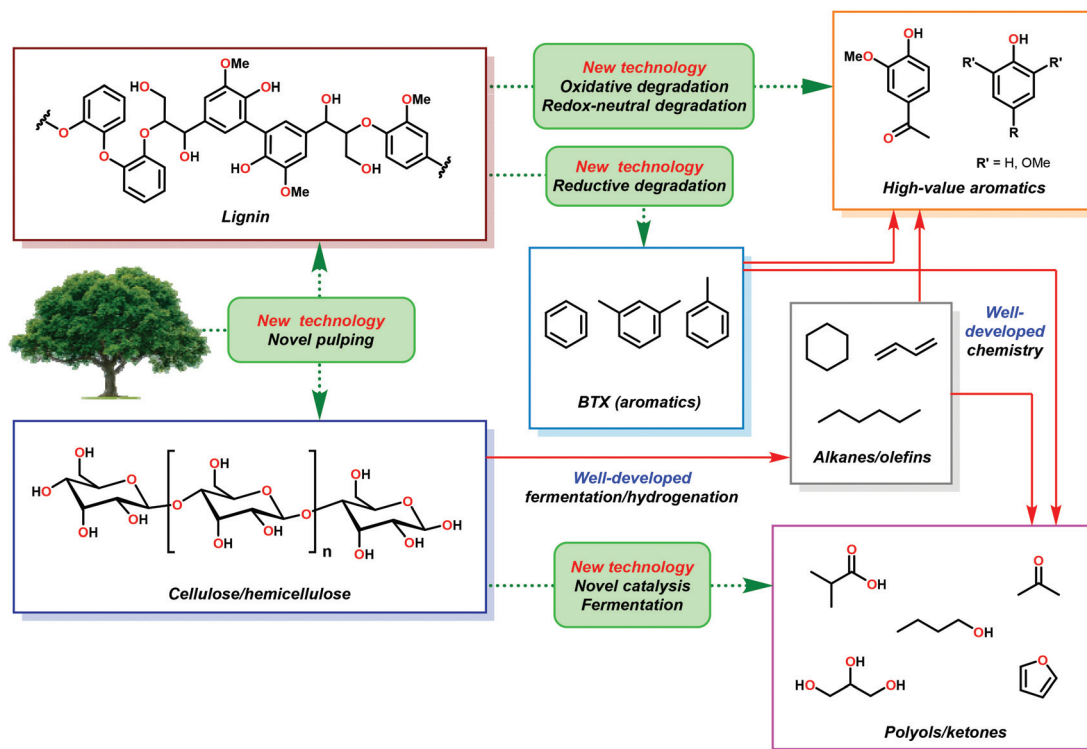 New technology
Oxidative degradation
Redox-neutral degradation
New technology
Reductive degradation
OMe
OH
HO
OH
OMe
O
O
O
O
OH
HO
HO
OMe
Lignin
OH
MeO
O
OH
R'
R'
R
R' = H, OMe
High-value aromatics
New technology
Novel pulping
BTX (aromatics)
Well-
developed
chemistry
Alkanes/olefins
OH
HO
O
OH
OH
O
OH
O
OH
OH
O
n
OH
O
OH
OH
OH
Cellulose/hemicellulose
Well-developed
fermentation/hydrogenation
New technology
Novel catalysis
Fermentation
O
OH
O
OH
OH
HO
OH
O
Polyols/ketones